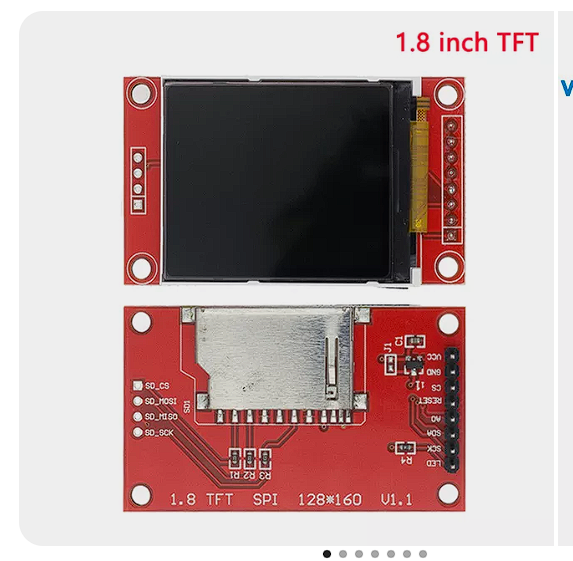 1.8 inch TFT
V
SD_CS
SD_MOSI
SD_MISO
SD_SCK
SD1
J1
C1
VCC
GND
CS
RESET
A0
SDA
SCK
LED
R1
R2
R3
R4
1.8 TFT SPI 128*160 V1.1